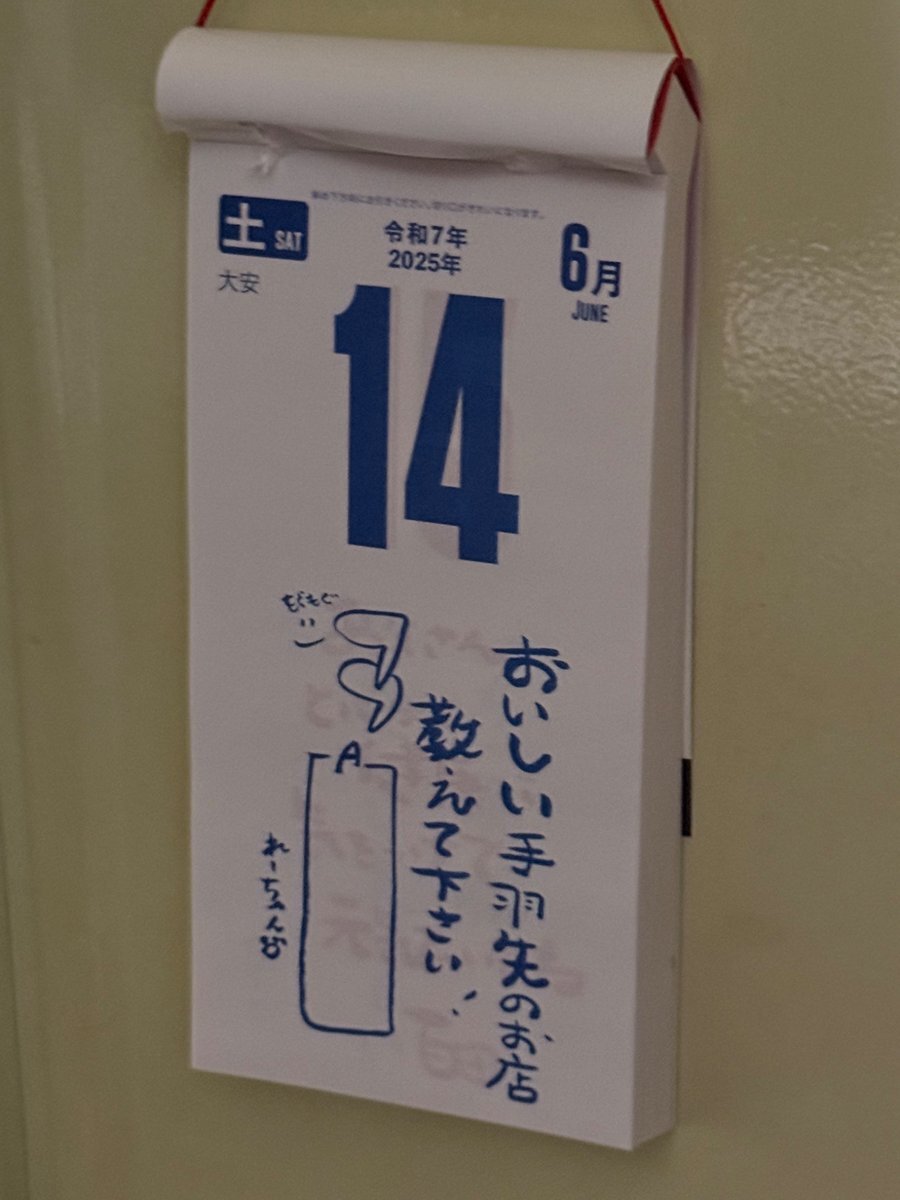 土 SAT
大安
令和7年
2025年
6月
JUNE
14
おいしい手羽先のお店
教えて下さい!
もぐもぐ
A
れーちゃん